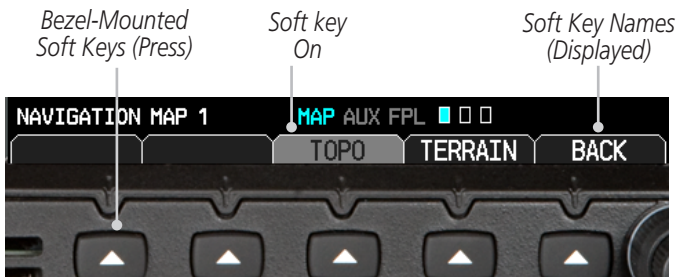 Bezel-Mounted
Soft Keys (Press)
Soft key
On
Soft Key Names
(Displayed)
NAVIGATION MAP 1 MAP AUX FPL
TOPO TERRAIN BACK